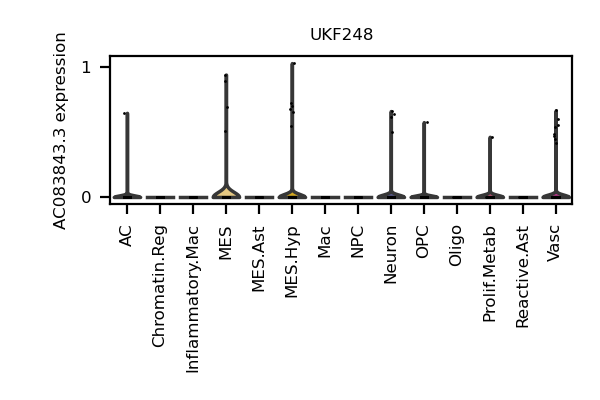 UKF248
AC083843.3 expression
1
0
AC
Chromatin.Reg
Inflammatory.Mac
MES
MES.Ast
MES.Hyp
Mac
NPC
Neuron
OPC
Oligo
Prolif.Metab
Reactive.Ast
Vasc